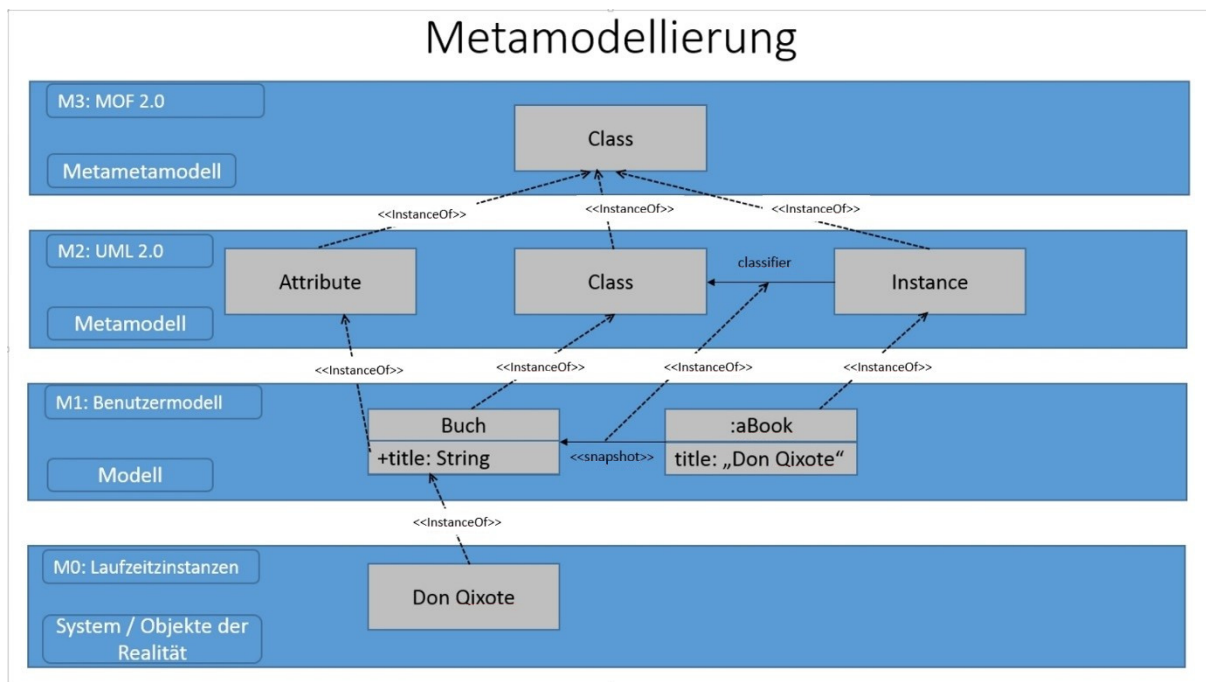 Metamodellierung
M3: MOF 2.0
Class
Metametamodell
<<InstanceOf>>
<<InstanceOf>>
<<InstanceOf>>
M2: UML 2.0
Attribute
Class
classifier
Instance
Metamodell
<<InstanceOf>>
<<InstanceOf>>
<<InstanceOf>>
<<InstanceOf>>
M1: Benutzermodell
Buch
+title: String
<<snapshot>>
:aBook
title: „Don Qixote“
Modell
<<InstanceOf>>
M0: Laufzeitzinstanzen
Don Qixote
System / Objekte der
Realität